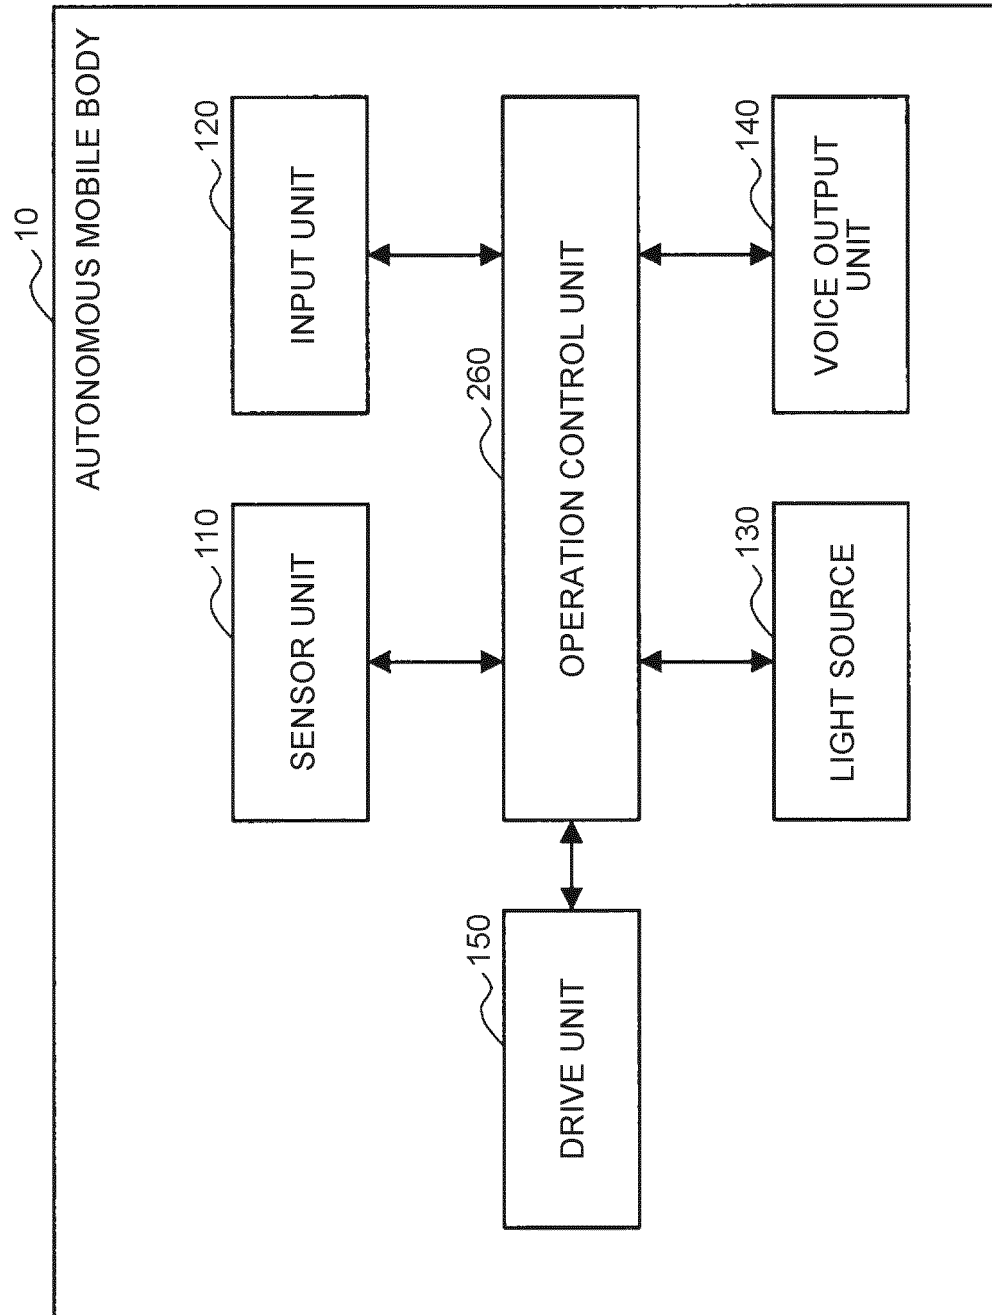 10
AUTONOMOUS MOBILE BODY
110
SENSOR UNIT
120
INPUT UNIT
150
DRIVE UNIT
260
OPERATION CONTROL UNIT
130
LIGHT SOURCE
140
VOICE OUTPUT
UNIT